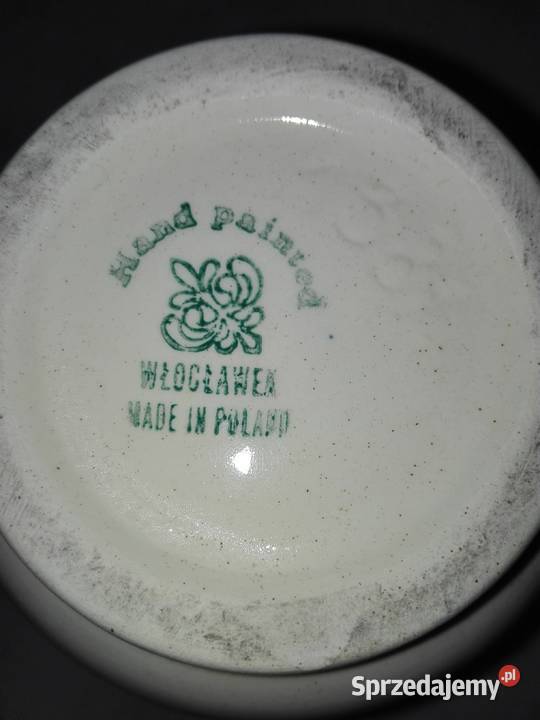 Hand painted
WŁOCŁAWEK
MADE IN POLAND
Sprzedajemy.pl